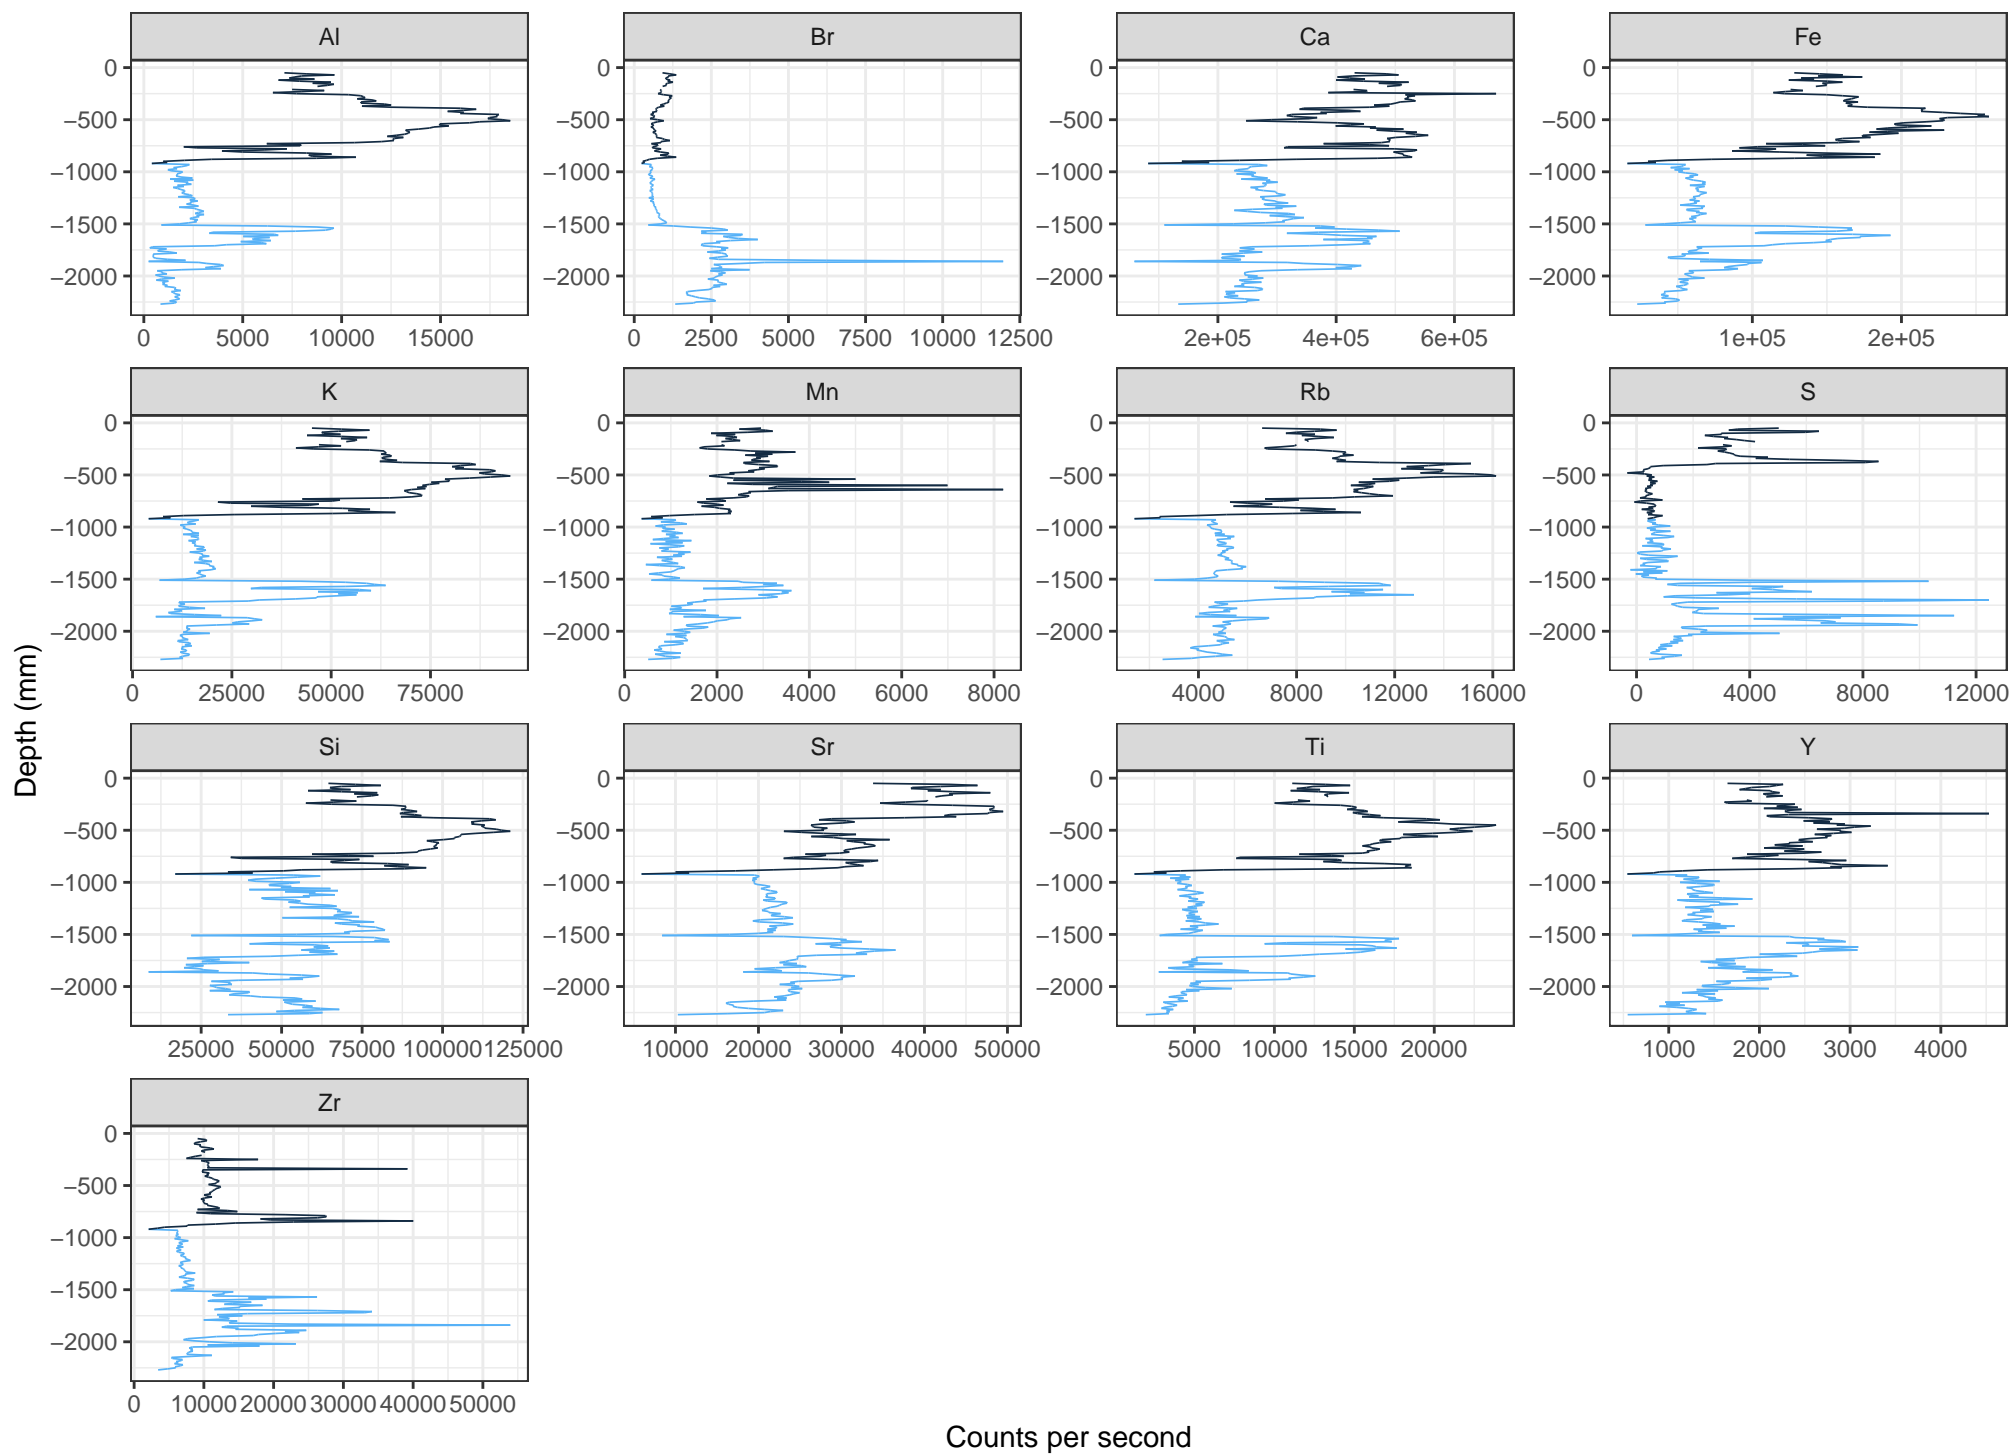 Al Br Ca Fe
0 0 0 0
−500 −500 −500 −500
−1000 −1000 −1000 −1000
−1500 −1500 −1500 −1500
−2000 −2000 −2000 −2000
0 5000 10000 15000 0 2500 5000 7500 10000 12500 2e+05 4e+05 6e+05 1e+05 2e+05
K Mn Rb S
0 0 0 0
−500 −500 −500 −500
−1000 −1000 −1000 −1000
−1500 −1500 −1500 −1500
−2000 −2000 −2000 −2000
0 25000 50000 75000 0 2000 4000 6000 8000 4000 8000 12000 16000 0 4000 8000 12000
Depth (mm)
Si Sr Ti Y
0 0 0 0
−500 −500 −500 −500
−1000 −1000 −1000 −1000
−1500 −1500 −1500 −1500
−2000 −2000 −2000 −2000
25000 50000 75000 100000 125000 10000 20000 30000 40000 50000 5000 10000 15000 20000 1000 2000 3000 4000
Zr
0
−500
−1000
−1500
−2000
0 10000 20000 30000 40000 50000
Counts per second